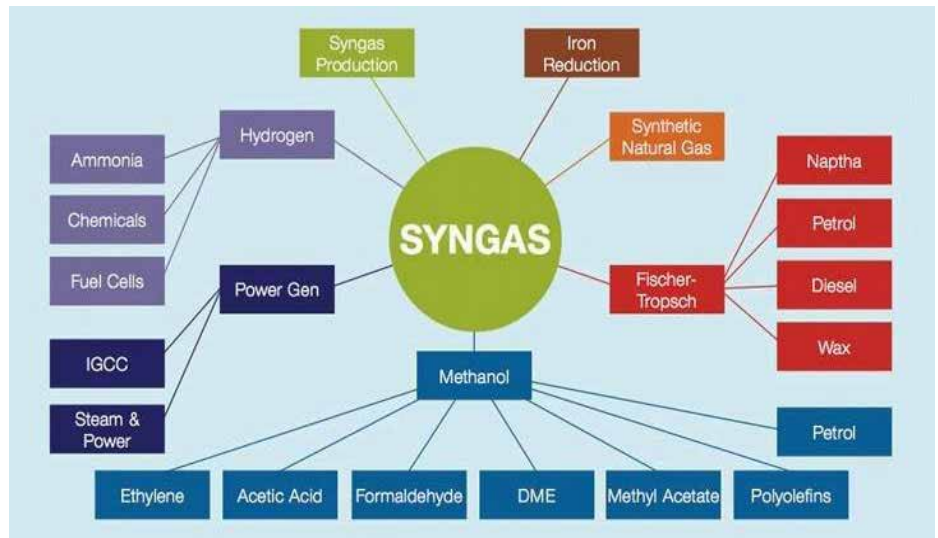 Syngas
Production
Iron
Reduction
Hydrogen
Synthetic
Natural Gas
Ammonia
Naptha
Chemicals
Petrol
SYNGAS
Fuel Cells
Power Gen
Fischer-
Tropsch
Diesel
IGCC
Wax
Methanol
Steam &
Power
Petrol
Ethylene
Acetic Acid
Formaldehyde
DME
Methyl Acetate
Polyolefins